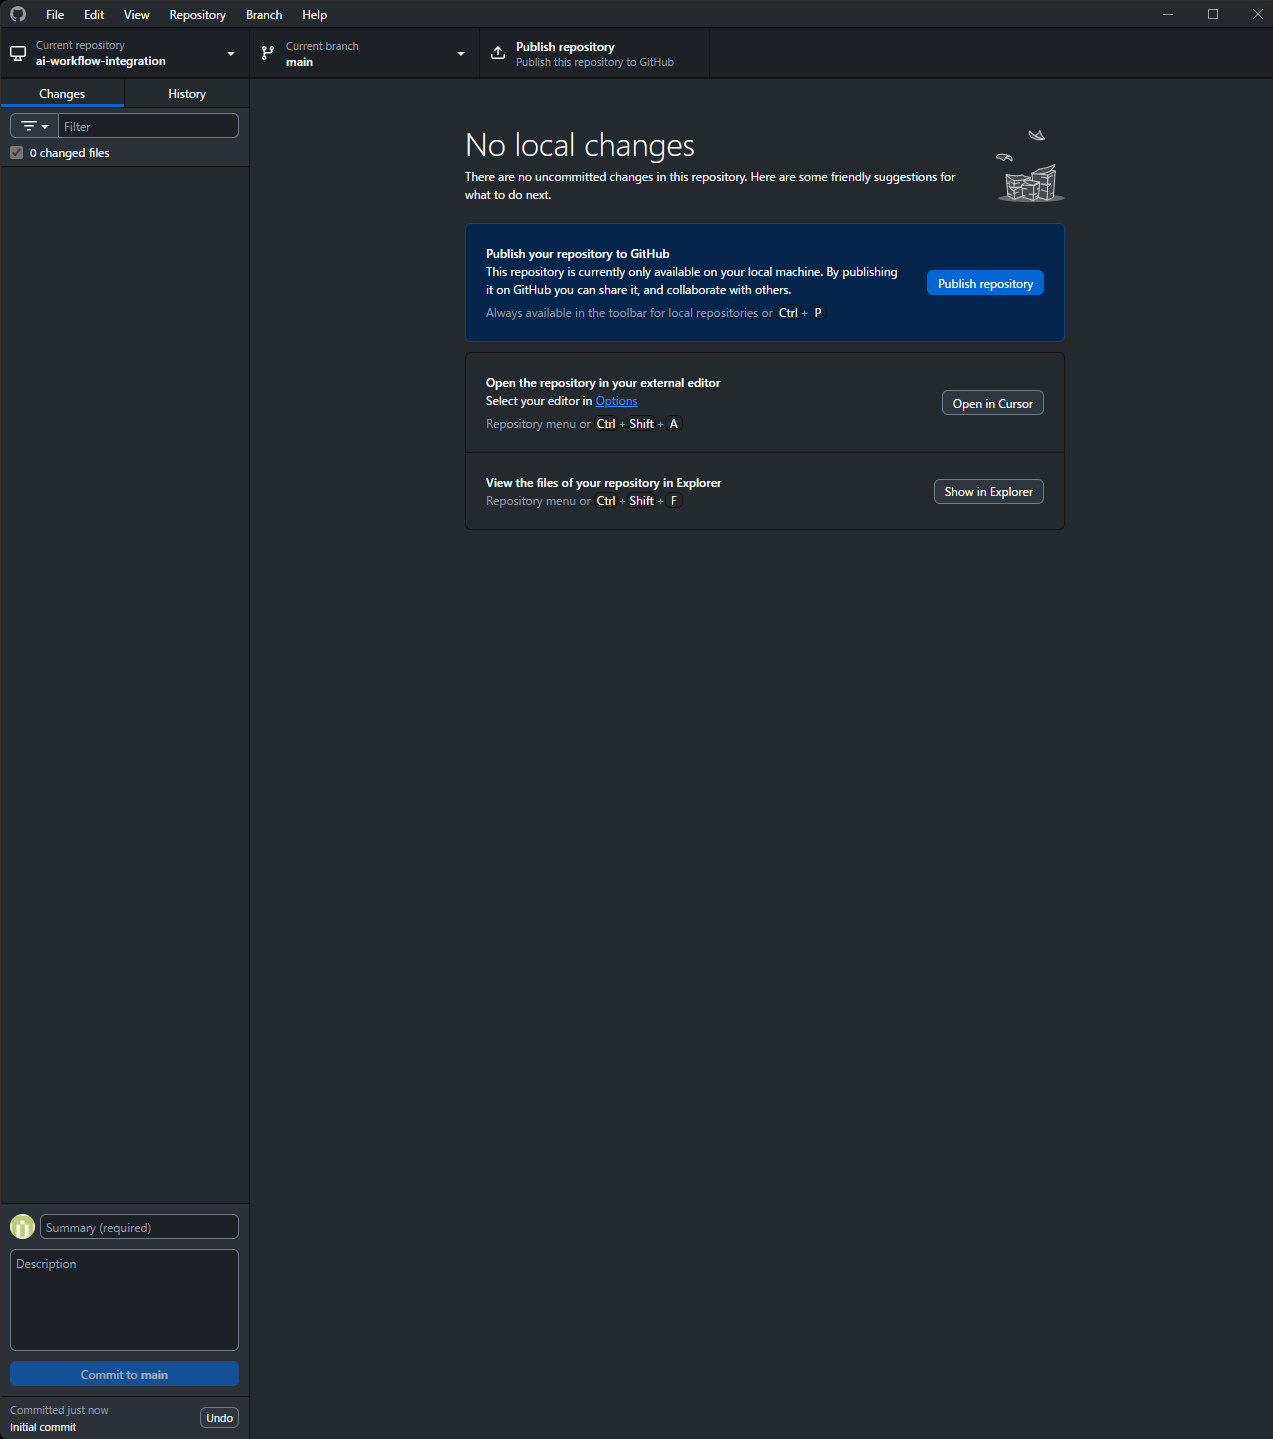 File Edit View Repository Branch Help
Current repository
ai-workflow-integration
Current branch
main
Publish repository
Publish this repository to GitHub
Changes History
Filter
0 changed files
No local changes
There are no uncommitted changes in this repository. Here are some friendly suggestions for
what to do next.
Publish your repository to GitHub
This repository is currently only available on your local machine. By publishing
it on GitHub you can share it, and collaborate with others.
Always available in the toolbar for local repositories or Ctrl + P
Publish repository
Open the repository in your external editor
Select your editor in Options
Repository menu or Ctrl + Shift + A
Open in Cursor
View the files of your repository in Explorer
Repository menu or Ctrl + Shift + F
Show in Explorer
Summary (required)
Description
Commit to main
Committed just now
Initial commit
Undo